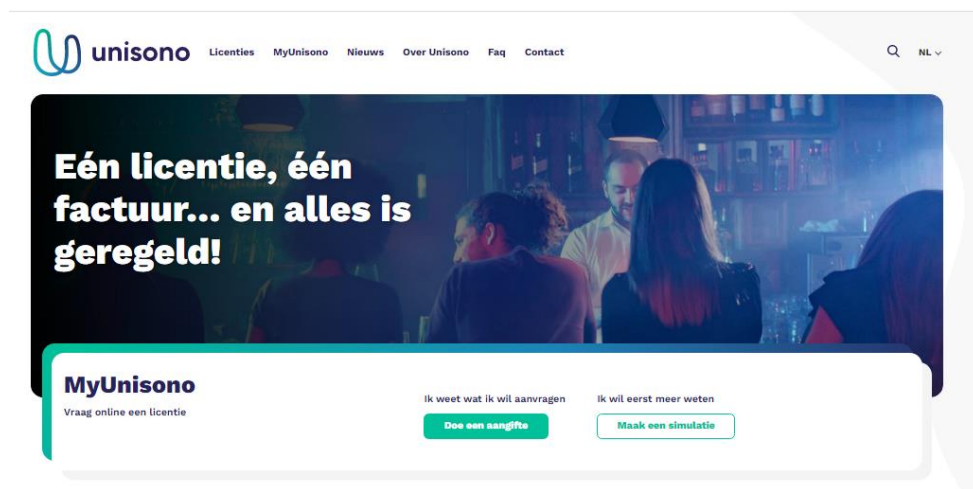 unisono Licenties MyUnisono Nieuws Over Unisono Faq Contact NL
Eén licentie, één
factuur... en alles is
geregeld!
MyUnisono
Vraag online een licentie
Ik weet wat ik wil aanvragen
Doe een aangifte
Ik wil eerst meer weten
Maak een simulatie